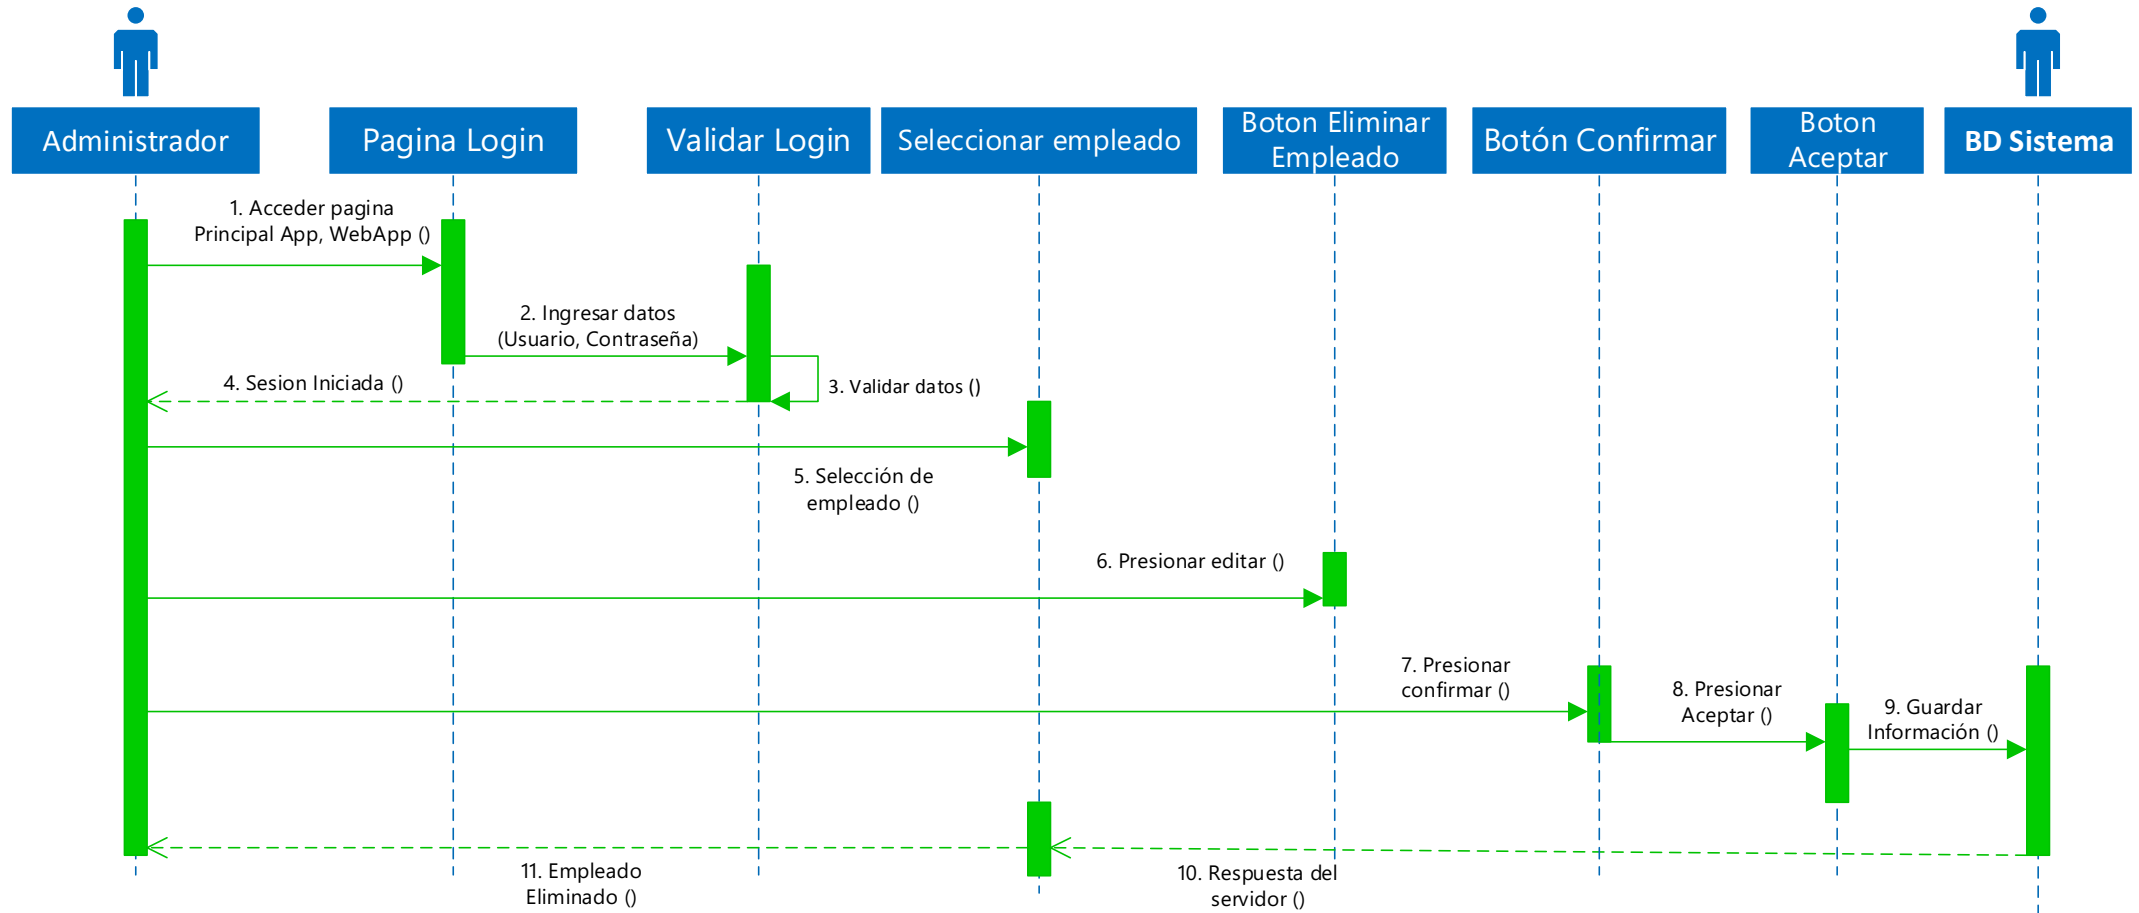 Administrador
Pagina Login
Validar Login
Seleccionar empleado
Boton Eliminar
Empleado
Botón Confirmar
Boton
Aceptar
BD Sistema
1. Acceder pagina
Principal App, WebApp ()
2. Ingresar datos
(Usuario, Contraseña)
3. Validar datos ()
4. Sesion Iniciada ()
5. Selección de
empleado ()
6. Presionar editar ()
7. Presionar
confirmar ()
8. Presionar
Aceptar ()
9. Guardar
Información ()
10. Respuesta del
servidor ()
11. Empleado
Eliminado ()